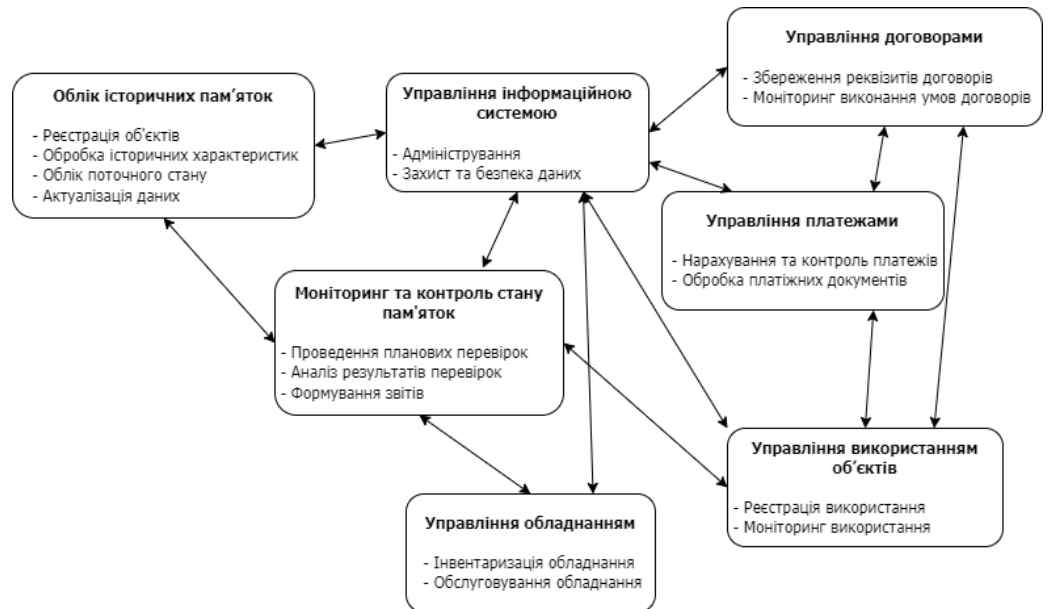 Облік історичних пам’яток
- Реєстрація об'єктів
- Обробка історичних характеристик
- Облік поточного стану
- Актуалізація даних
Управління інформаційною
системою
- Адміністрування
- Захист та безпека даних
Управління договорами
- Збереження реквізитів договорів
- Моніторинг виконання умов договорів
Управління платежами
- Нарахування та контроль платежів
- Обробка платіжних документів
Моніторинг та контроль стану
пам'яток
- Проведення планових перевірок
- Аналіз результатів перевірок
- Формування звітів
Управління використанням
об’єктів
- Реєстрація використання
- Моніторинг використання
Управління обладнанням
- Інвентаризація обладнання
- Обслуговування обладнання